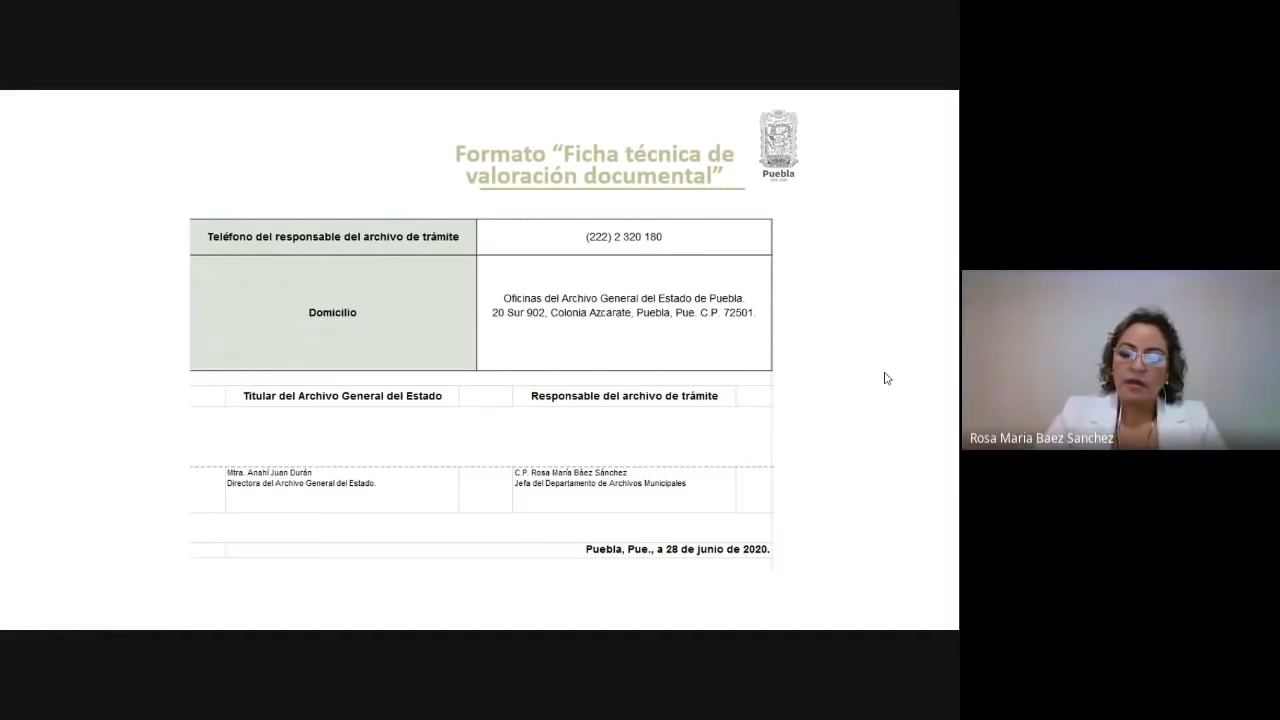 Formato “Ficha técnica de
valoración documental”
Puebla
Teléfono del responsable del archivo de trámite
(222) 2 320 180
Domicilio
Oficinas del Archivo General del Estado de Puebla.
20 Sur 902, Colonia Azcarate, Puebla, Pue. C.P. 72501.
Titular del Archivo General del Estado
Responsable del archivo de trámite
Mtra. Anahí Juan Durán
Directora del Archivo General del Estado.
C.P. Rosa María Báez Sánchez
Jefa del Departamento de Archivos Municipales
Puebla, Pue., a 28 de junio de 2020.
Rosa Maria Baez Sanchez